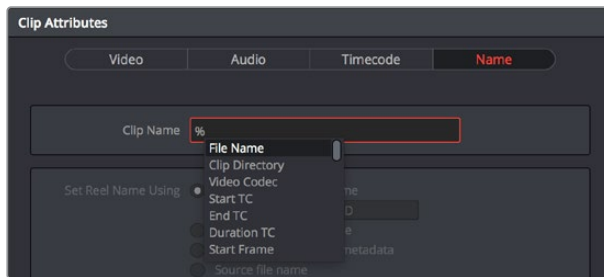 Clip Attributes
Video Audio Timecode Name
Clip Name %
File Name
Clip Directory
Video Codec
Set Reel Name Using
Start TC
End TC
Duration TC
Start Frame
metadata
Source file name